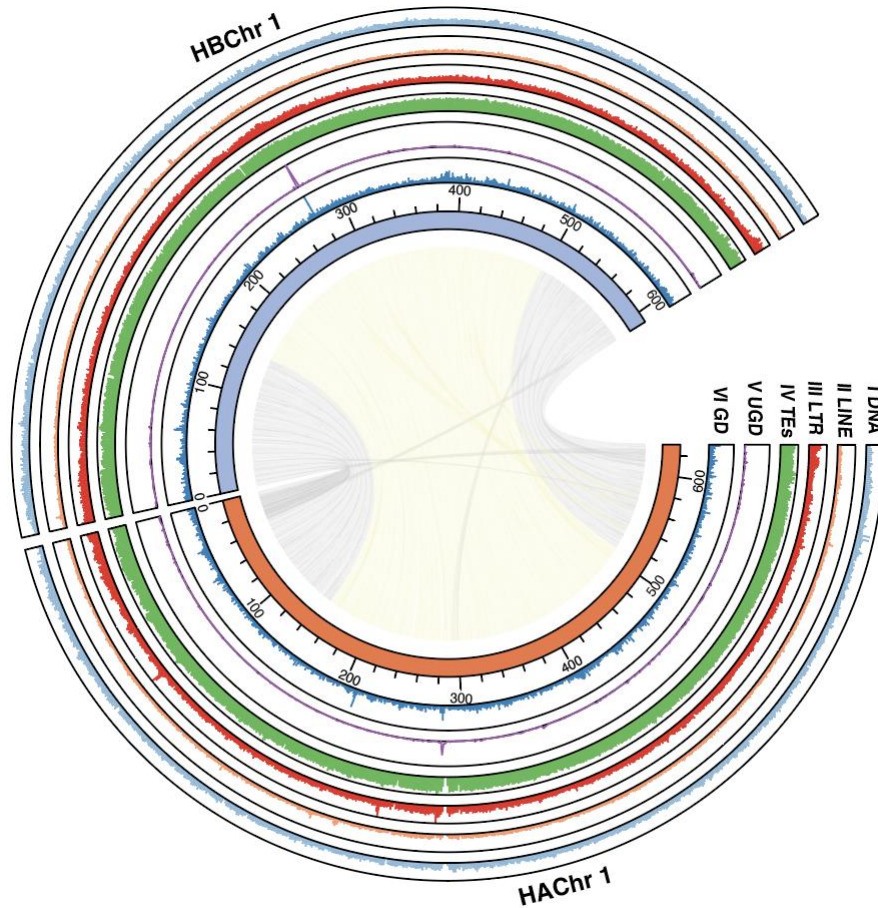 HBChr 1
400
300
500
200
600
100
0
I DNA
II LINE
III LTR
IV TEs
V UGD
VI GD
0
600
100
500
200
400
300
HAChr 1